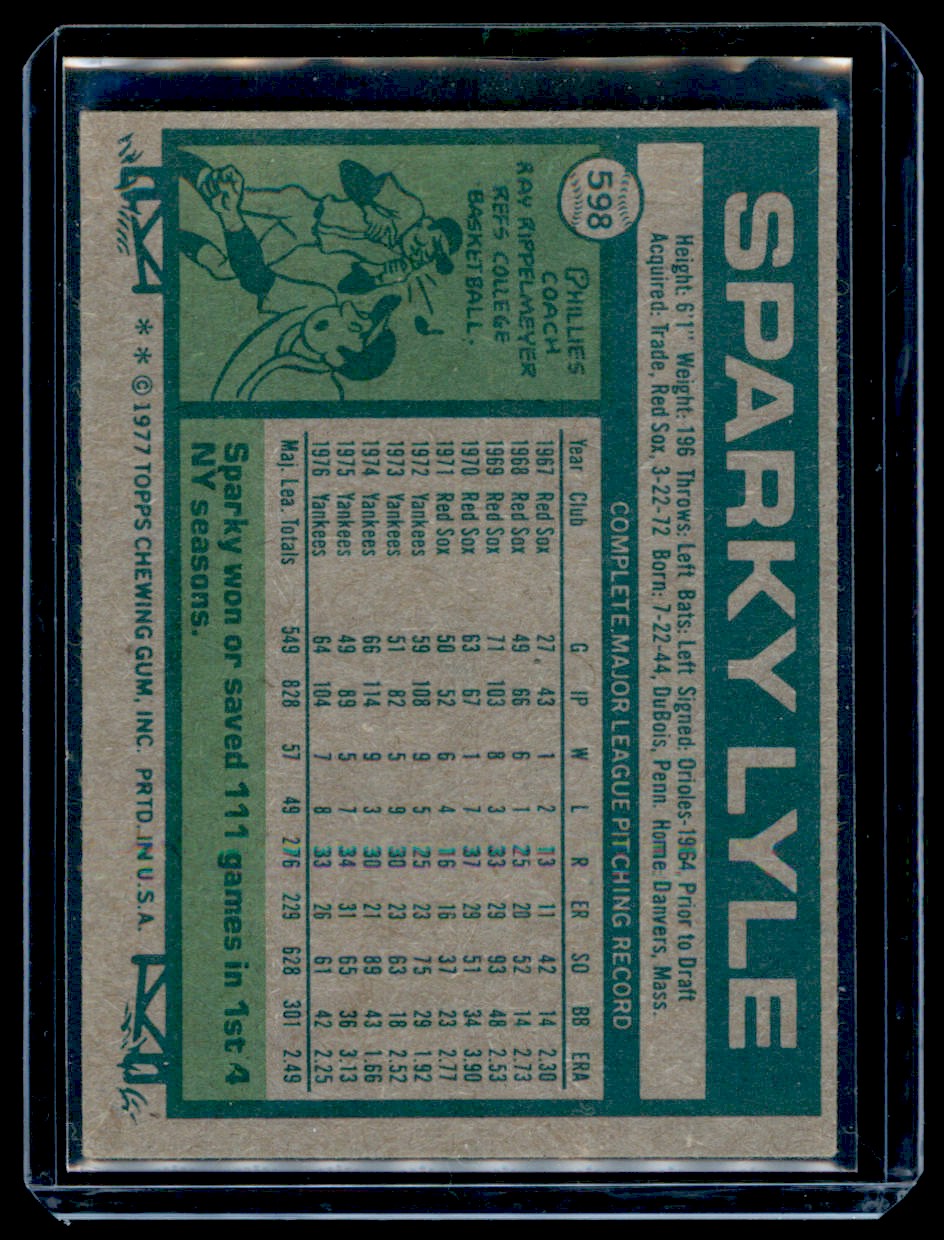 SPARKY LYLE
598
Height: 6'1" Weight: 196 Throws: Left Bats: Left Signed: Orioles-1964, Prior to Draft
Acquired: Trade, Red Sox, 3-22-72 Born: 7-22-44, DuBois, Penn. Home: Danvers, Mass.
PHILLIES
COACH
RAY RIPPELMEYER
REFS COLLEGE
BASKETBALL.
COMPLETE MAJOR LEAGUE PITCHING RECORD
Year Club G IP W L R ER SO BB ERA
1967 Red Sox 27 43 1 2 13 11 42 14 2.30
1968 Red Sox 49 66 6 1 25 20 52 14 2.73
1969 Red Sox 71 103 8 3 33 29 93 48 2.53
1970 Red Sox 63 67 1 7 37 29 51 34 3.90
1971 Red Sox 50 52 6 4 16 16 37 23 2.77
1972 Yankees 59 108 9 5 25 23 75 29 1.92
1973 Yankees 51 82 5 9 30 23 63 18 2.52
1974 Yankees 66 114 9 3 30 21 89 43 1.66
1975 Yankees 49 89 5 7 34 31 65 36 3.13
1976 Yankees 64 104 7 8 33 26 61 42 2.25
Maj. Lea. Totals 549 828 57 49 276 229 628 301 2.49
Sparky won or saved 111 games in 1st 4
NY seasons.
* * © 1977 TOPPS CHEWING GUM, INC. PRTD. IN U.S.A.